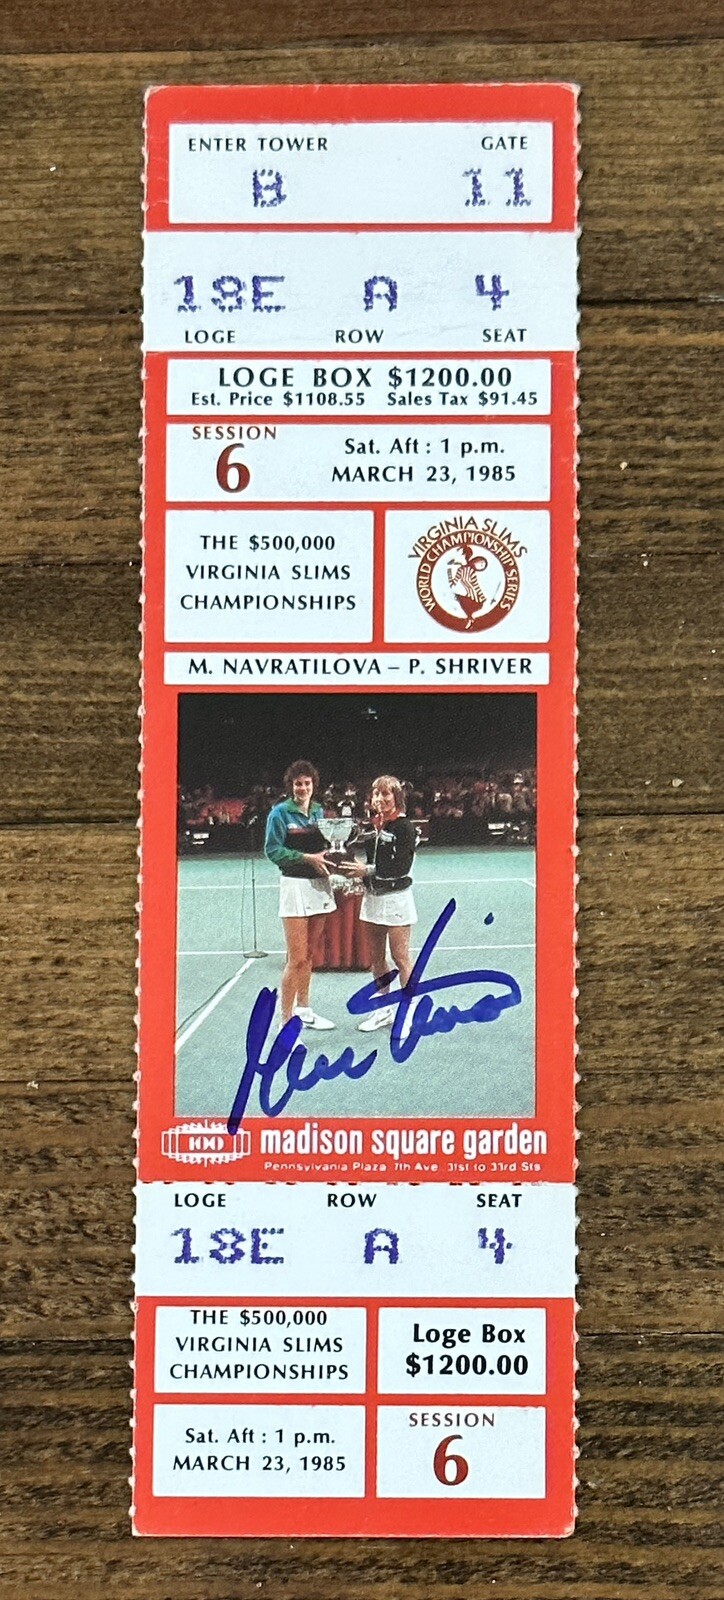 ENTER TOWER GATE
B 11
18E A 4
LOGE ROW SEAT
LOGE BOX $1200.00
Est. Price $1108.55 Sales Tax $91.45
SESSION
6
Sat. Aft : 1 p.m.
MARCH 23, 1985
THE $500,000
VIRGINIA SLIMS
CHAMPIONSHIPS
VIRGINIA SLIMS
WORLD CHAMPIONSHIP SERIES
M. NAVRATILOVA – P. SHRIVER
100 madison square garden
Pennsylvania Plaza 7th Ave 31st to 33rd Sts
LOGE ROW SEAT
18E A 4
THE $500,000
VIRGINIA SLIMS
CHAMPIONSHIPS
Loge Box
$1200.00
Sat. Aft : 1 p.m.
MARCH 23, 1985
SESSION
6